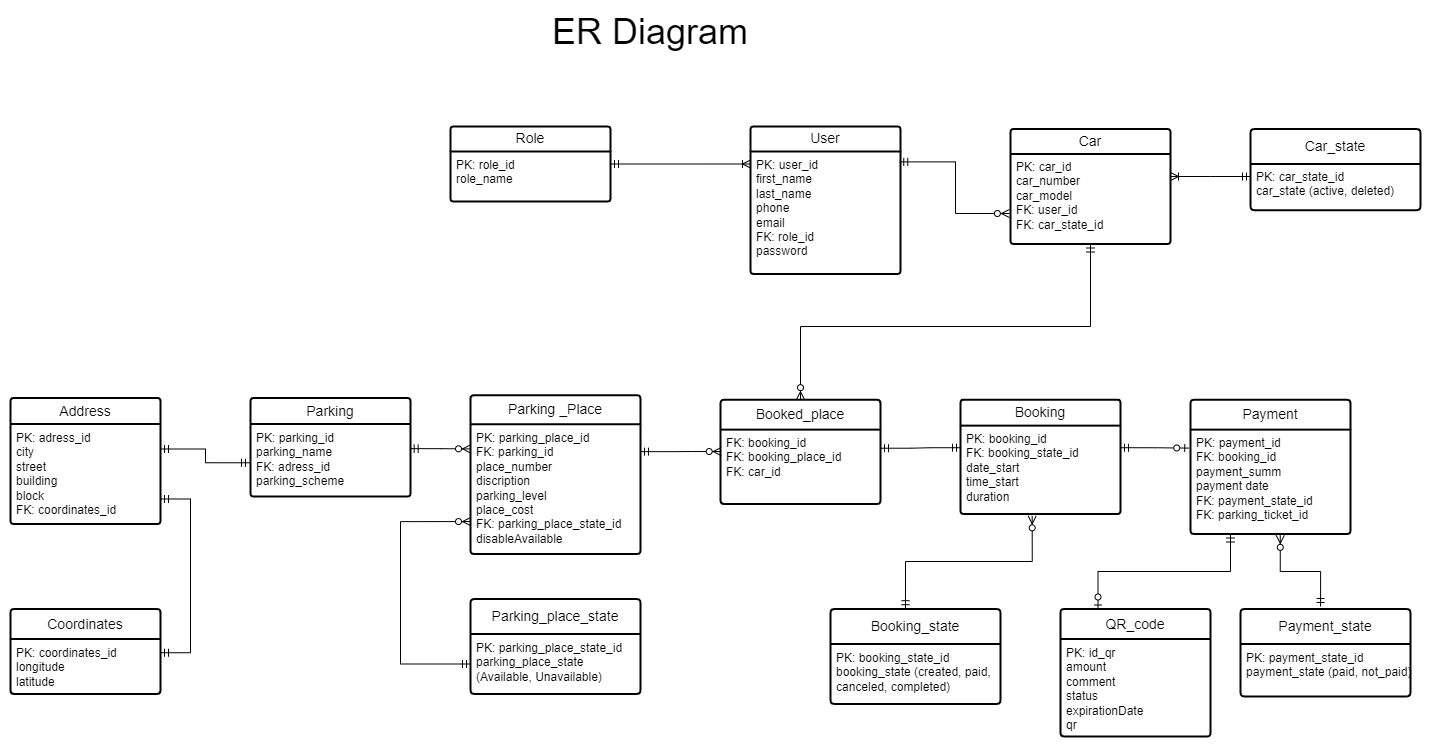 ER Diagram
Role
PK: role_id
role_name
User
PK: user_id
first_name
last_name
phone
email
FK: role_id
password
Car
PK: car_id
car_number
car_model
FK: user_id
FK: car_state_id
Car_state
PK: car_state_id
car_state (active, deleted)
Address
PK: adress_id
city
street
building
block
FK: coordinates_id
Parking
PK: parking_id
parking_name
FK: adress_id
parking_scheme
Parking _Place
PK: parking_place_id
FK: parking_id
place_number
discription
parking_level
place_cost
FK: parking_place_state_id
disableAvailable
Booked_place
FK: booking_id
FK: booking_place_id
FK: car_id
Booking
PK: booking_id
FK: booking_state_id
date_start
time_start
duration
Payment
PK: payment_id
FK: booking_id
payment_summ
payment date
FK: payment_state_id
FK: parking_ticket_id
Coordinates
PK: coordinates_id
longitude
latitude
Parking_place_state
PK: parking_place_state_id
parking_place_state
(Available, Unavailable)
Booking_state
PK: booking_state_id
booking_state (created, paid,
canceled, completed)
QR_code
PK: id_qr
amount
comment
status
expirationDate
qr
Payment_state
PK: payment_state_id
payment_state (paid, not_paid)